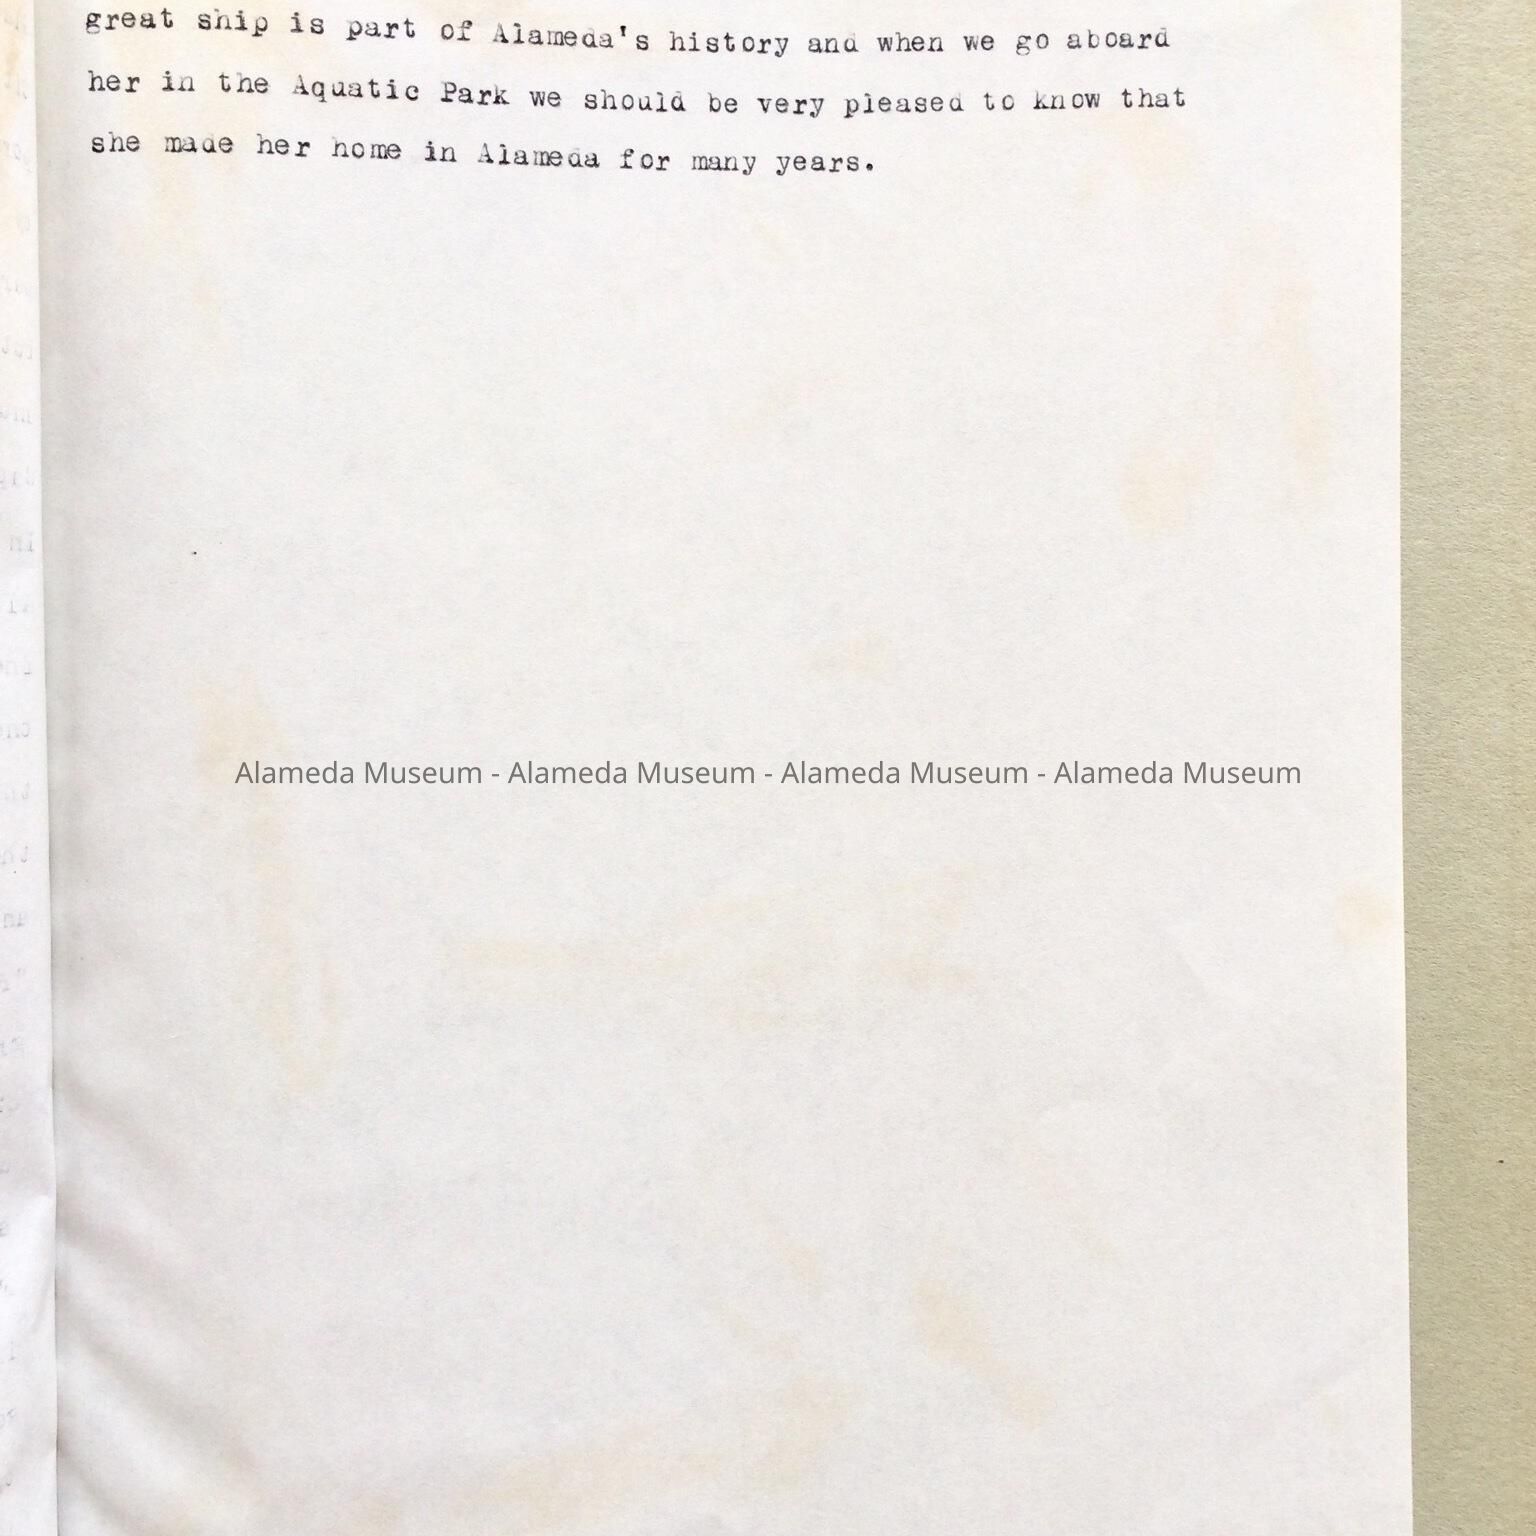 great ship is part of Alameda's history and when we go aboard
her in the Aquatic Park we should be very pleased to know that
she made her home in Alameda for many years.
Alameda Museum - Alameda Museum - Alameda Museum - Alameda Museum